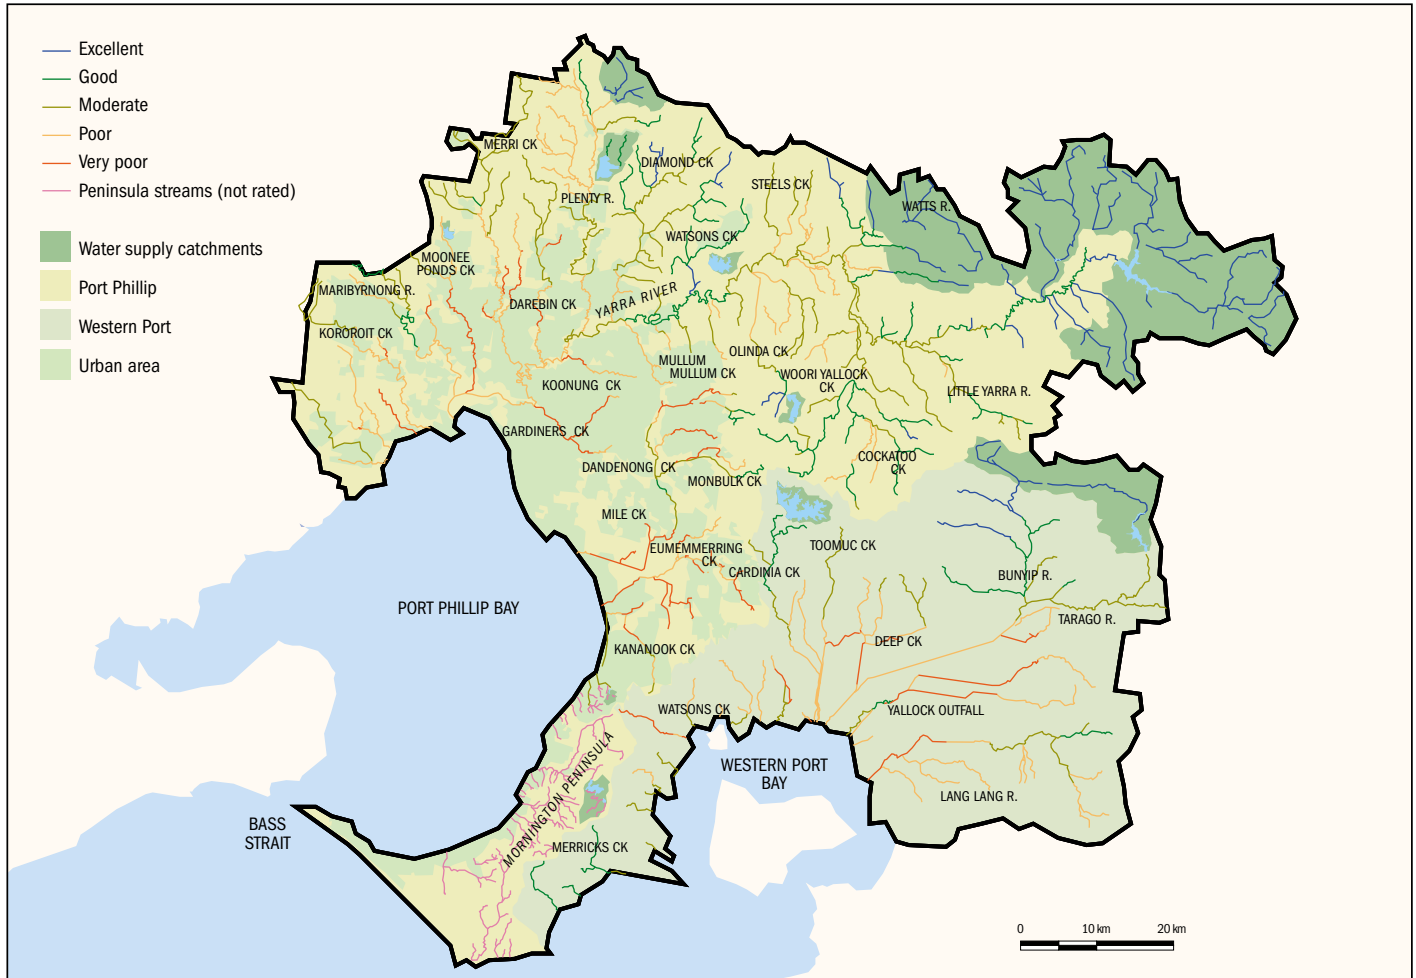 Excellent
Good
Moderate
Poor
Very poor
Peninsula streams (not rated)
Water supply catchments
Port Phillip
Western Port
Urban area
MERRI CK
DIAMOND CK
STEELS CK
PLENTY R.
WATTS R.
WATSONS CK
MOONEE
PONDS CK
MARIBYRNONG R.
DAREBIN CK
YARRA RIVER
KOROROIT CK
OLINDA CK
MULLUM
MULLUM CK
WOORI YALLOCK
CK
KOONUNG CK
LITTLE YARRA R.
GARDINERS CK
COCKATOO
CK
DANDENONG CK
MONBULK CK
MILE CK
EUMEMMERRING
CK
TOOMUC CK
CARDINIA CK
BUNYIP R.
PORT PHILLIP BAY
TARAGO R.
DEEP CK
KANANOOK CK
WATSONS CK
YALLOCK OUTFALL
MORNINGTON PENINSULA
WESTERN PORT
BAY
LANG LANG R.
BASS
STRAIT
MERRICKS CK
0 10 km 20 km